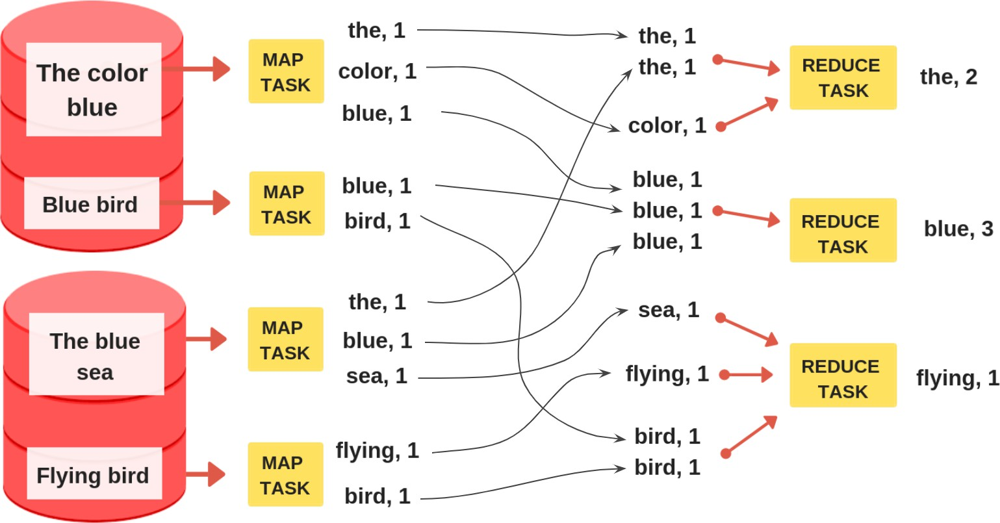 The color
blue
Blue bird
The blue
sea
Flying bird
MAP
TASK
MAP
TASK
MAP
TASK
MAP
TASK
the, 1
color, 1
blue, 1
blue, 1
bird, 1
the, 1
blue, 1
sea, 1
flying, 1
bird, 1
the, 1
the, 1
color, 1
blue, 1
blue, 1
blue, 1
sea, 1
flying, 1
bird, 1
bird, 1
REDUCE
TASK
REDUCE
TASK
REDUCE
TASK
the, 2
blue, 3
flying, 1